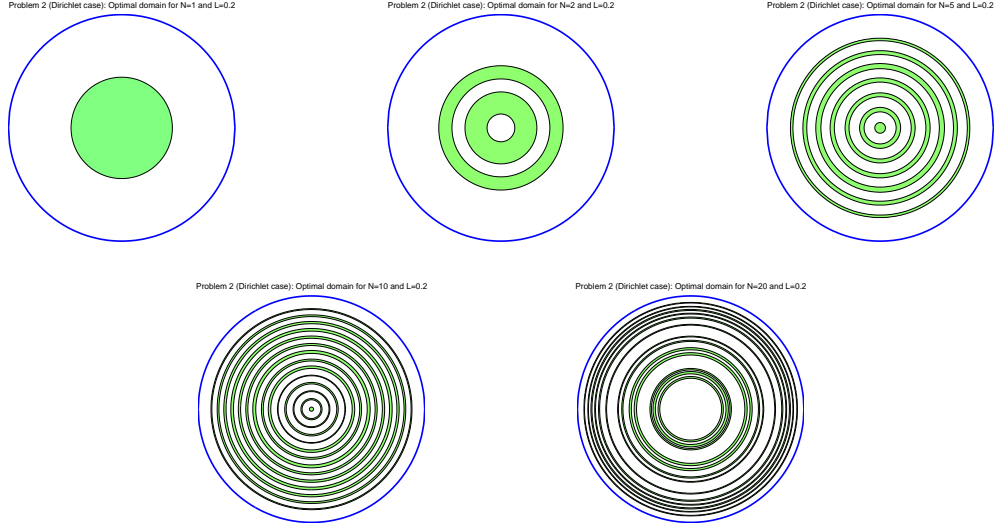 Problem 2 (Dirichlet case): Optimal domain for N=1 and L=0.2
Problem 2 (Dirichlet case): Optimal domain for N=2 and L=0.2
Problem 2 (Dirichlet case): Optimal domain for N=5 and L=0.2
Problem 2 (Dirichlet case): Optimal domain for N=10 and L=0.2
Problem 2 (Dirichlet case): Optimal domain for N=20 and L=0.2